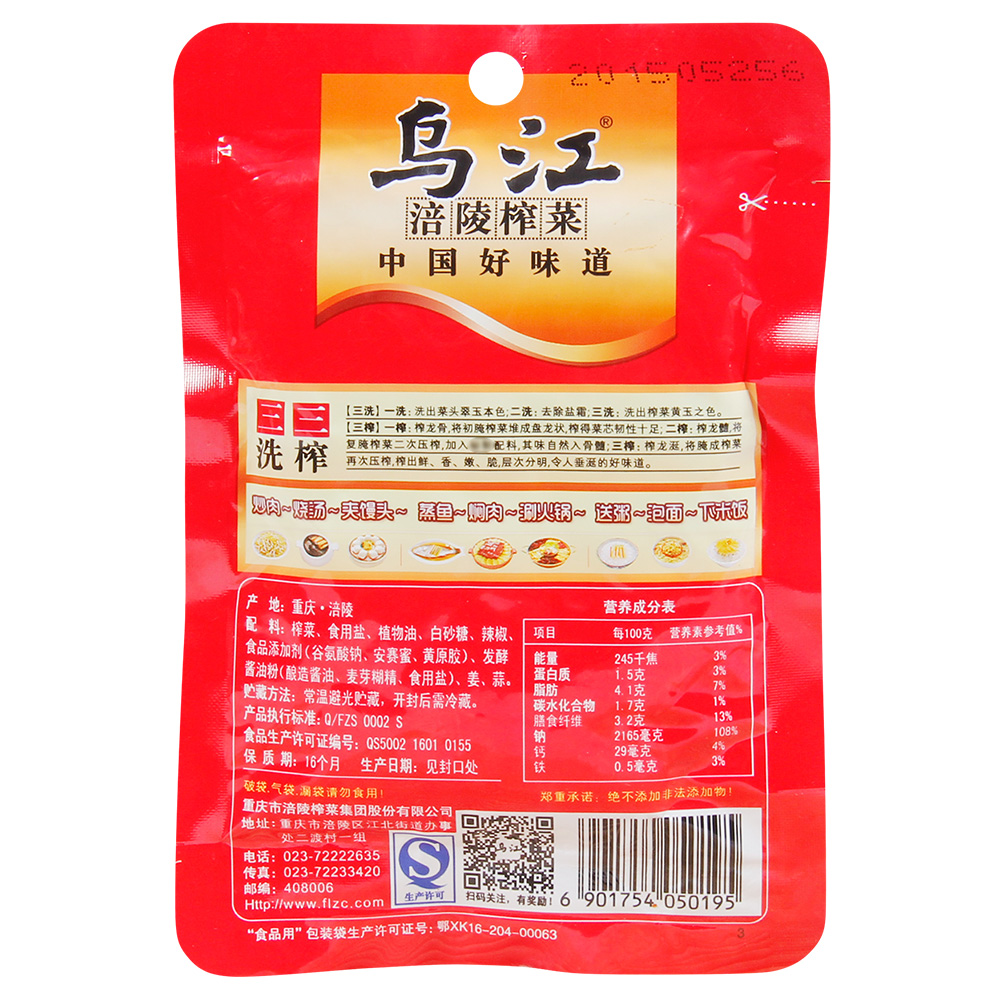 201505256
乌江®
涪陵榨菜
中国好味道
三三
洗榨
【三洗】一洗:洗出菜头翠玉本色;二洗:去除盐霜;三洗:洗出榨菜黄玉之色。
【三榨】一榨:榨龙骨,将初腌榨菜堆成盘龙状,榨得菜芯韧性十足;二榨:榨龙髓,将
复腌榨菜二次压榨,加入 配料,其味自然入骨髓;三榨:榨龙涎,将腌成榨菜
再次压榨,榨出鲜、香、嫩、脆,层次分明,令人垂涎的好味道。
炒肉~烧汤~夹馒头~ 蒸鱼~焖肉~涮火锅~ 送粥~泡面~下米饭
产 地: 重庆·涪陵
配 料: 榨菜、食用盐、植物油、白砂糖、辣椒、
食品添加剂(谷氨酸钠、安赛蜜、黄原胶)、发酵
酱油粉(酿造酱油、麦芽糊精、食用盐)、姜、蒜。
贮藏方法: 常温避光贮藏,开封后需冷藏。
产品执行标准: Q/FZS 0002 S
食品生产许可证编号: QS5002 1601 0155
保 质 期: 16个月 生产日期: 见封口处
营养成分表
项目 每100克 营养素参考值%
能量 245千焦 3%
蛋白质 1.5克 3%
脂肪 4.1克 7%
碳水化合物 1.7克 1%
膳食纤维 3.2克 13%
钠 2165毫克 108%
钙 29毫克 4%
铁 0.5毫克 3%
破袋,气袋,漏袋请勿食用!
郑重承诺: 绝不添加非法添加物!
重庆市涪陵榨菜集团股份有限公司
地址: 重庆市涪陵区江北街道办事
处二渡村一组
电话: 023-72222635
传真: 023-72233420
邮编: 408006
Http://www.flzc.com
生产许可
乌江
扫码关注,有奖励!
6 901754 050195
“食品用”包装袋生产许可证号: 鄂XK16-204-00063
3